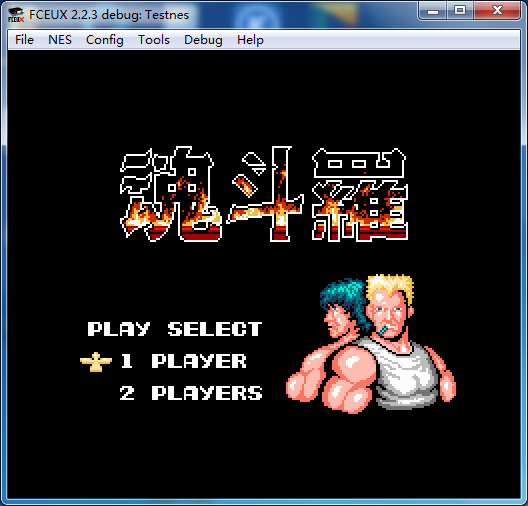 FCEUX 2.2.3 debug: Testnes
File NES Config Tools Debug Help
魂斗羅
PLAY SELECT
1 PLAYER
2 PLAYERS